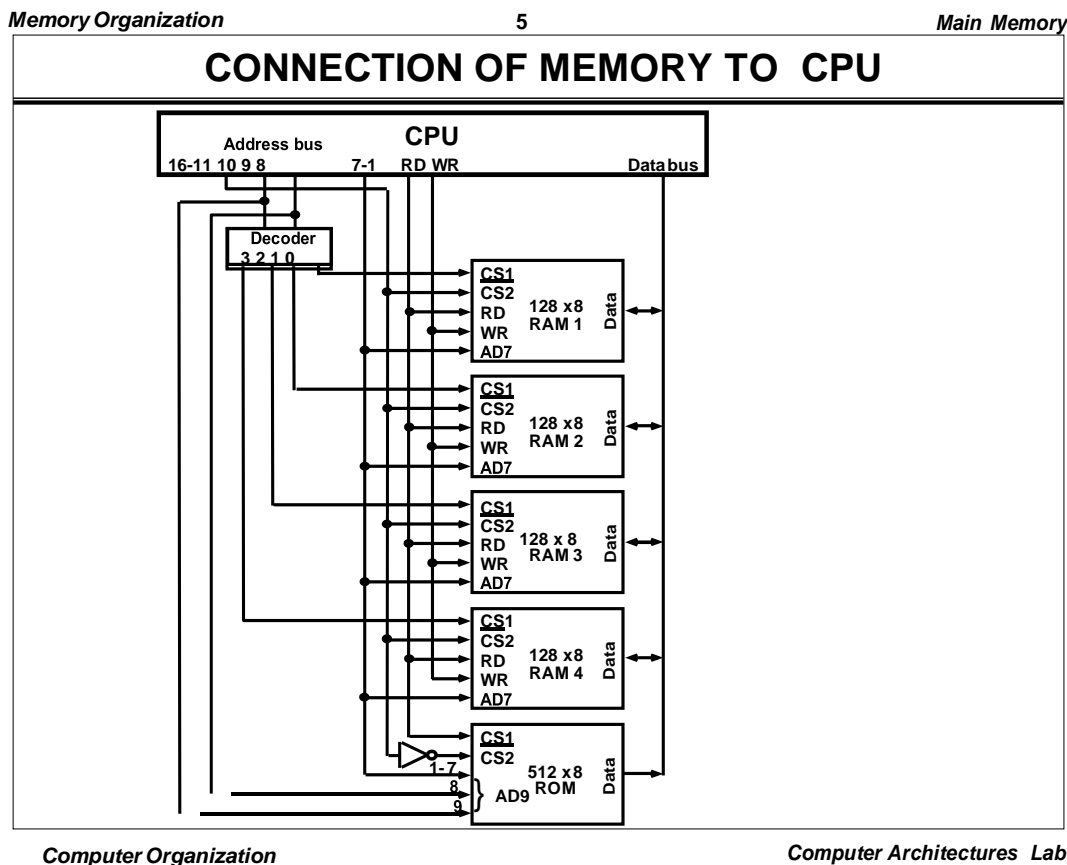 Memory Organization 5 Main Memory
CONNECTION OF MEMORY TO CPU
CPU
Address bus
16-11 10 9 8 7-1 RD WR Data bus
Decoder
3 2 1 0
CS1
CS2
RD
WR
AD7
128 x 8
RAM 1
Data
CS1
CS2
RD
WR
AD7
128 x 8
RAM 2
Data
CS1
CS2
RD
WR
AD7
128 x 8
RAM 3
Data
CS1
CS2
RD
WR
AD7
128 x 8
RAM 4
Data
CS1
CS2
1-7
8
9
} AD9
512 x 8
ROM
Data
Computer Organization Computer Architectures Lab